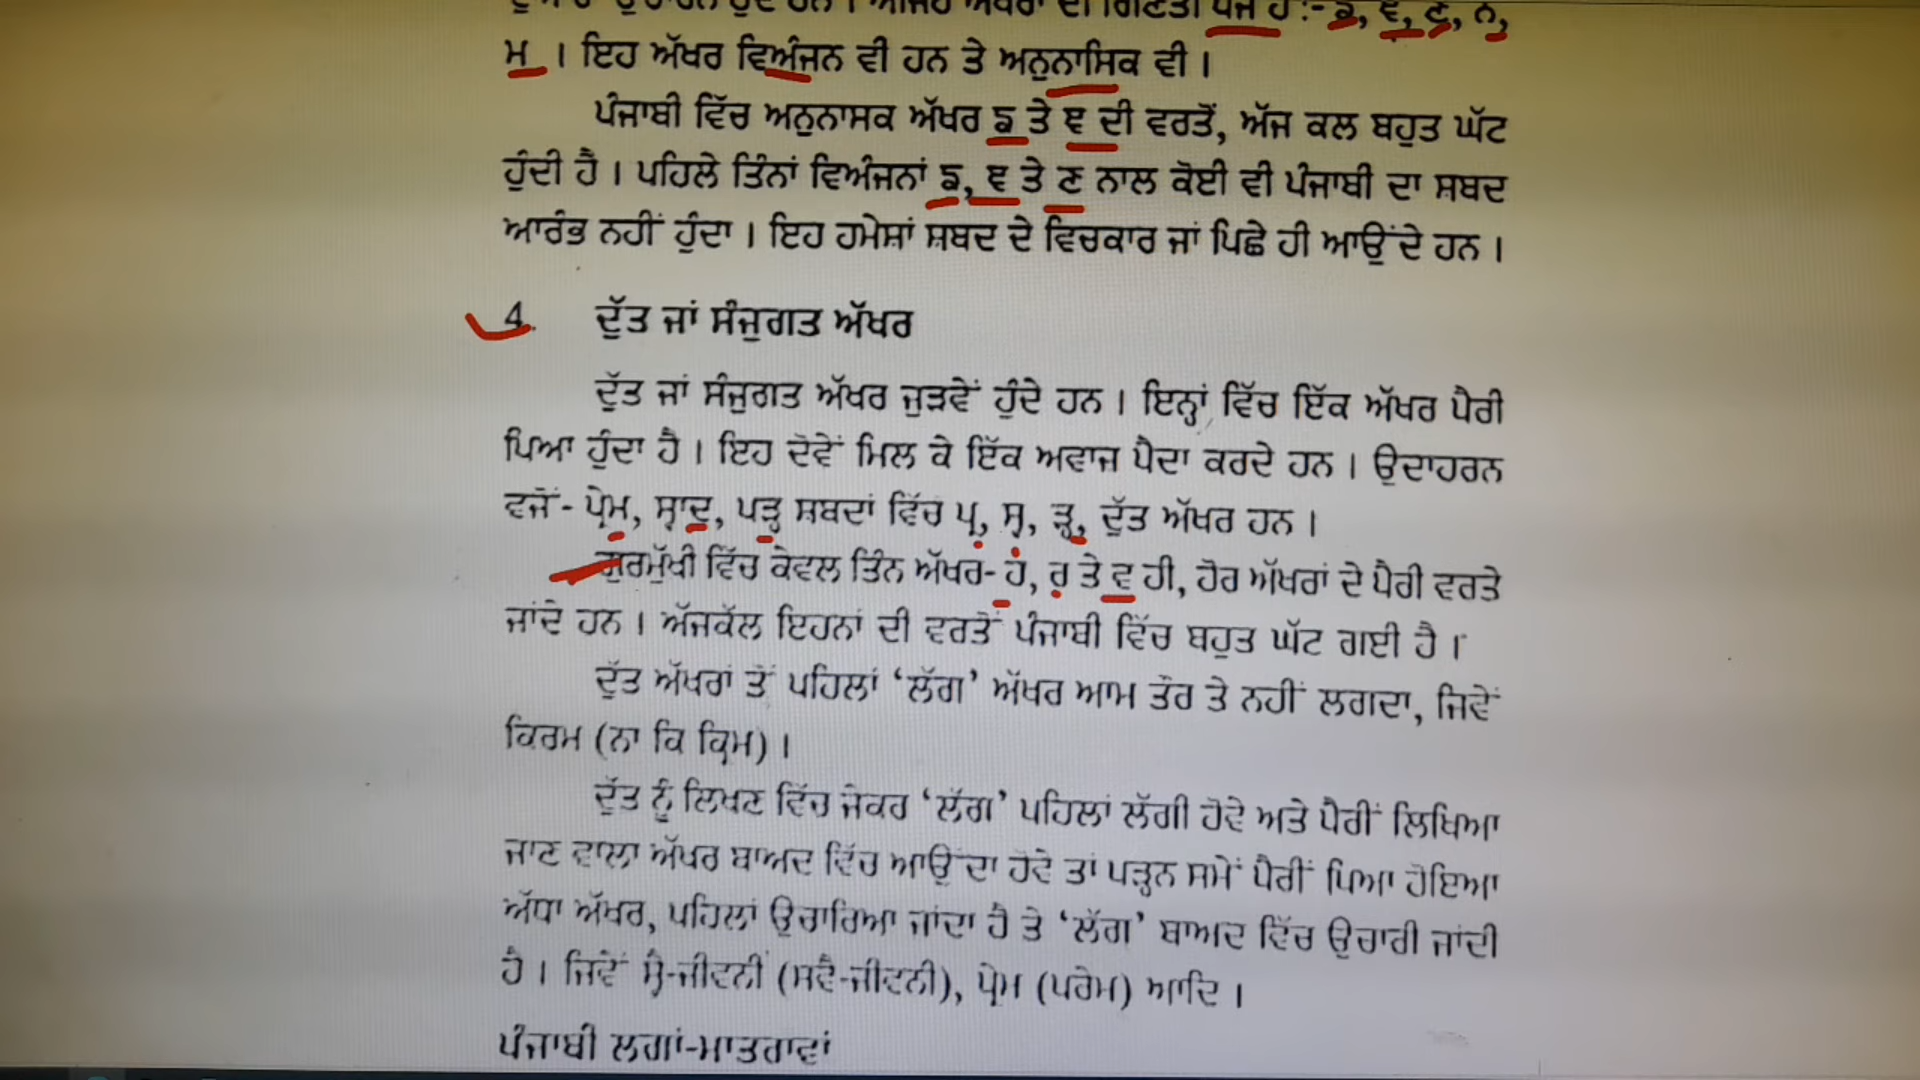 ਅੱਖਰਾਂ ਦੀ ਗਿਣਤੀ ਪੰਜ ਹੈ :- ਙ, ਞ, ਣ, ਨ,
ਮ । ਇਹ ਅੱਖਰ ਵਿਅੰਜਨ ਵੀ ਹਨ ਤੇ ਅਨੁਨਾਸਿਕ ਵੀ ।
ਪੰਜਾਬੀ ਵਿੱਚ ਅਨੁਨਾਸਕ ਅੱਖਰ ਙ ਤੇ ਞ ਦੀ ਵਰਤੋਂ, ਅੱਜ ਕਲ ਬਹੁਤ ਘੱਟ
ਹੁੰਦੀ ਹੈ । ਪਹਿਲੇ ਤਿੰਨਾਂ ਵਿਅੰਜਨਾਂ ਙ, ਞ ਤੇ ਣ ਨਾਲ ਕੋਈ ਵੀ ਪੰਜਾਬੀ ਦਾ ਸ਼ਬਦ
ਆਰੰਭ ਨਹੀਂ ਹੁੰਦਾ । ਇਹ ਹਮੇਸ਼ਾਂ ਸ਼ਬਦ ਦੇ ਵਿਚਕਾਰ ਜਾਂ ਪਿਛੇ ਹੀ ਆਉਂਦੇ ਹਨ ।
4. ਦੁੱਤ ਜਾਂ ਸੰਜੁਗਤ ਅੱਖਰ
ਦੁੱਤ ਜਾਂ ਸੰਜੁਗਤ ਅੱਖਰ ਜੁੜਵੇਂ ਹੁੰਦੇ ਹਨ । ਇਨ੍ਹਾਂ ਵਿੱਚ ਇੱਕ ਅੱਖਰ ਪੈਰੀ
ਪਿਆ ਹੁੰਦਾ ਹੈ । ਇਹ ਦੋਵੇਂ ਮਿਲ ਕੇ ਇੱਕ ਅਵਾਜ਼ ਪੈਦਾ ਕਰਦੇ ਹਨ । ਉਦਾਹਰਨ
ਵਜੋਂ- ਪ੍ਰੇਮ, ਸ੍ਵਾਦੁ, ਪੜ੍ਹ ਸ਼ਬਦਾਂ ਵਿੱਚ ਪ੍ਰ, ਸ੍ਵ, ੜ੍ਹ, ਦੁੱਤ ਅੱਖਰ ਹਨ ।
ਗੁਰਮੁੱਖੀ ਵਿੱਚ ਕੇਵਲ ਤਿੰਨ ਅੱਖਰ- ਹ, ਰ ਤੇ ਵ ਹੀ, ਹੋਰ ਅੱਖਰਾਂ ਦੇ ਪੈਰੀ ਵਰਤੇ
ਜਾਂਦੇ ਹਨ । ਅੱਜਕੱਲ ਇਹਨਾਂ ਦੀ ਵਰਤੋਂ ਪੰਜਾਬੀ ਵਿੱਚ ਬਹੁਤ ਘੱਟ ਗਈ ਹੈ ।
ਦੁੱਤ ਅੱਖਰਾਂ ਤੋਂ ਪਹਿਲਾਂ ‘ਲੱਗ’ ਅੱਖਰ ਆਮ ਤੌਰ ਤੇ ਨਹੀਂ ਲਗਦਾ, ਜਿਵੇਂ
ਕਿਰਮ (ਨਾ ਕਿ ਕ੍ਰਿਮ) ।
ਦੁੱਤ ਨੂੰ ਲਿਖਣ ਵਿੱਚ ਜੇਕਰ ‘ਲੱਗ’ ਪਹਿਲਾਂ ਲੱਗੀ ਹੋਵੇ ਅਤੇ ਪੈਰੀਂ ਲਿਖਿਆ
ਜਾਣ ਵਾਲਾ ਅੱਖਰ ਬਾਅਦ ਵਿੱਚ ਆਉਂਦਾ ਹੋਵੇ ਤਾਂ ਪੜ੍ਹਨ ਸਮੇਂ ਪੈਰੀਂ ਪਿਆ ਹੋਇਆ
ਅੱਧਾ ਅੱਖਰ, ਪਹਿਲਾਂ ਉਚਾਰਿਆ ਜਾਂਦਾ ਹੈ ਤੇ ‘ਲੱਗ’ ਬਾਅਦ ਵਿੱਚ ਉਚਾਰੀ ਜਾਂਦੀ
ਹੈ । ਜਿਵੇਂ ਸ੍ਵੈ-ਜੀਵਨੀ (ਸਵੈ-ਜੀਵਨੀ), ਪ੍ਰੇਮ (ਪਰੇਮ) ਆਦਿ ।
ਪੰਜਾਬੀ ਲਗਾਂ-ਮਾਤਰਾਵਾਂ